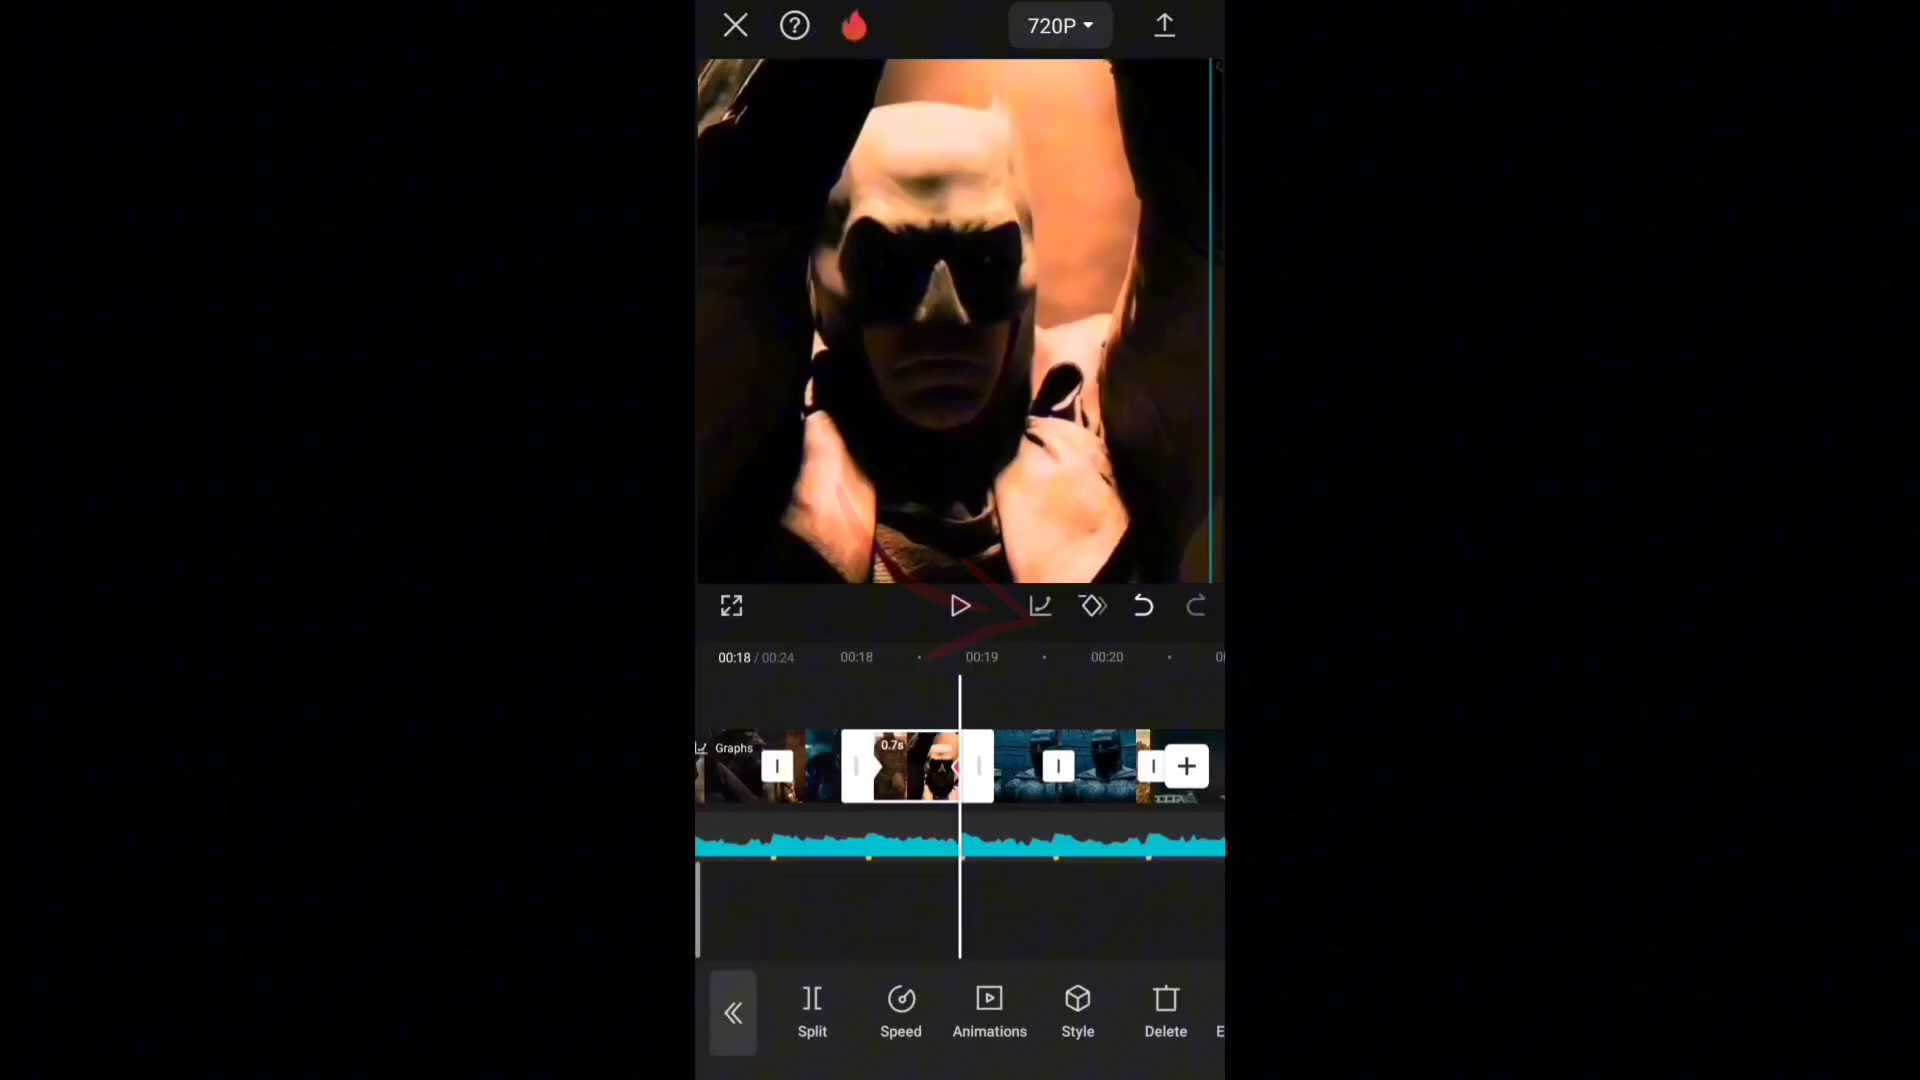 720P
00:18 / 00:24 00:18 00:19 00:20
Graphs
0.7s
Split Speed Animations Style Delete